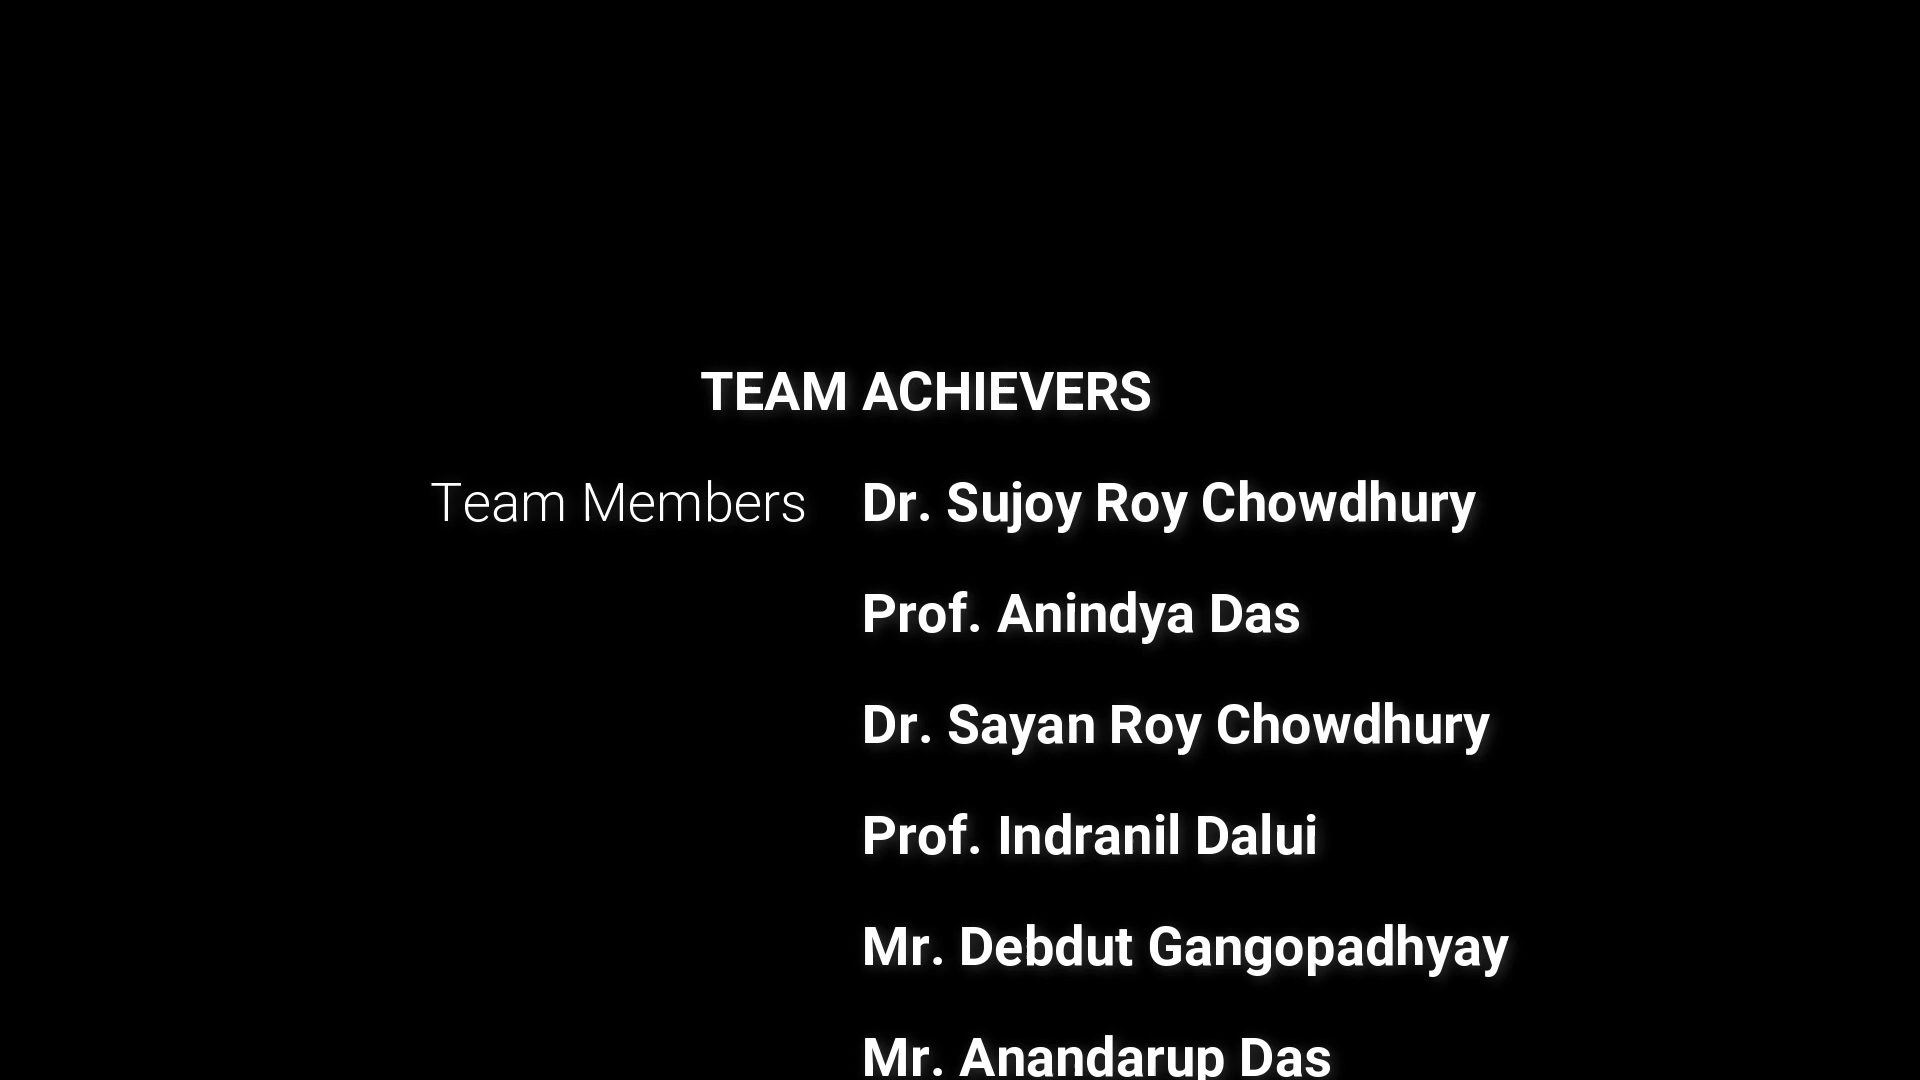 TEAM ACHIEVERS
Team Members Dr. Sujoy Roy Chowdhury
Prof. Anindya Das
Dr. Sayan Roy Chowdhury
Prof. Indranil Dalui
Mr. Debdut Gangopadhyay
Mr. Anandarup Das